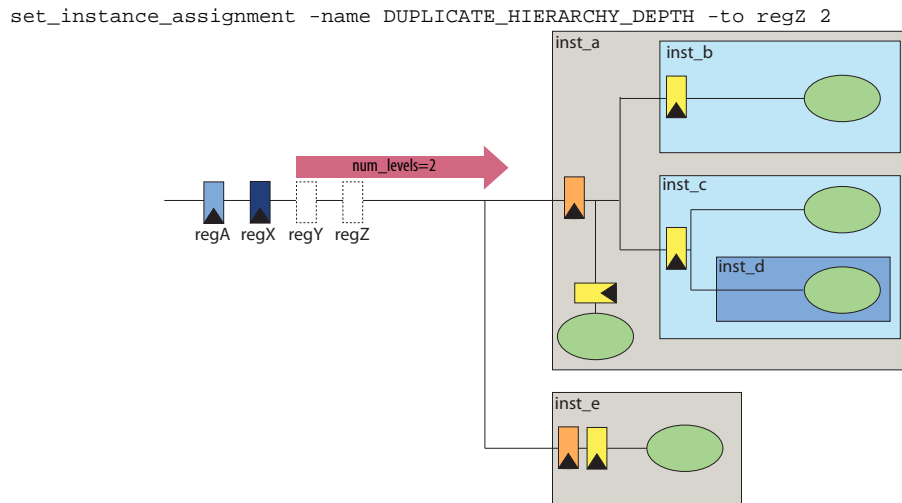 set_instance_assignment -name DUPLICATE_HIERARCHY_DEPTH -to regZ 2
inst_a
inst_b
num_levels=2
inst_c
regA regX regY regZ
inst_d
inst_e